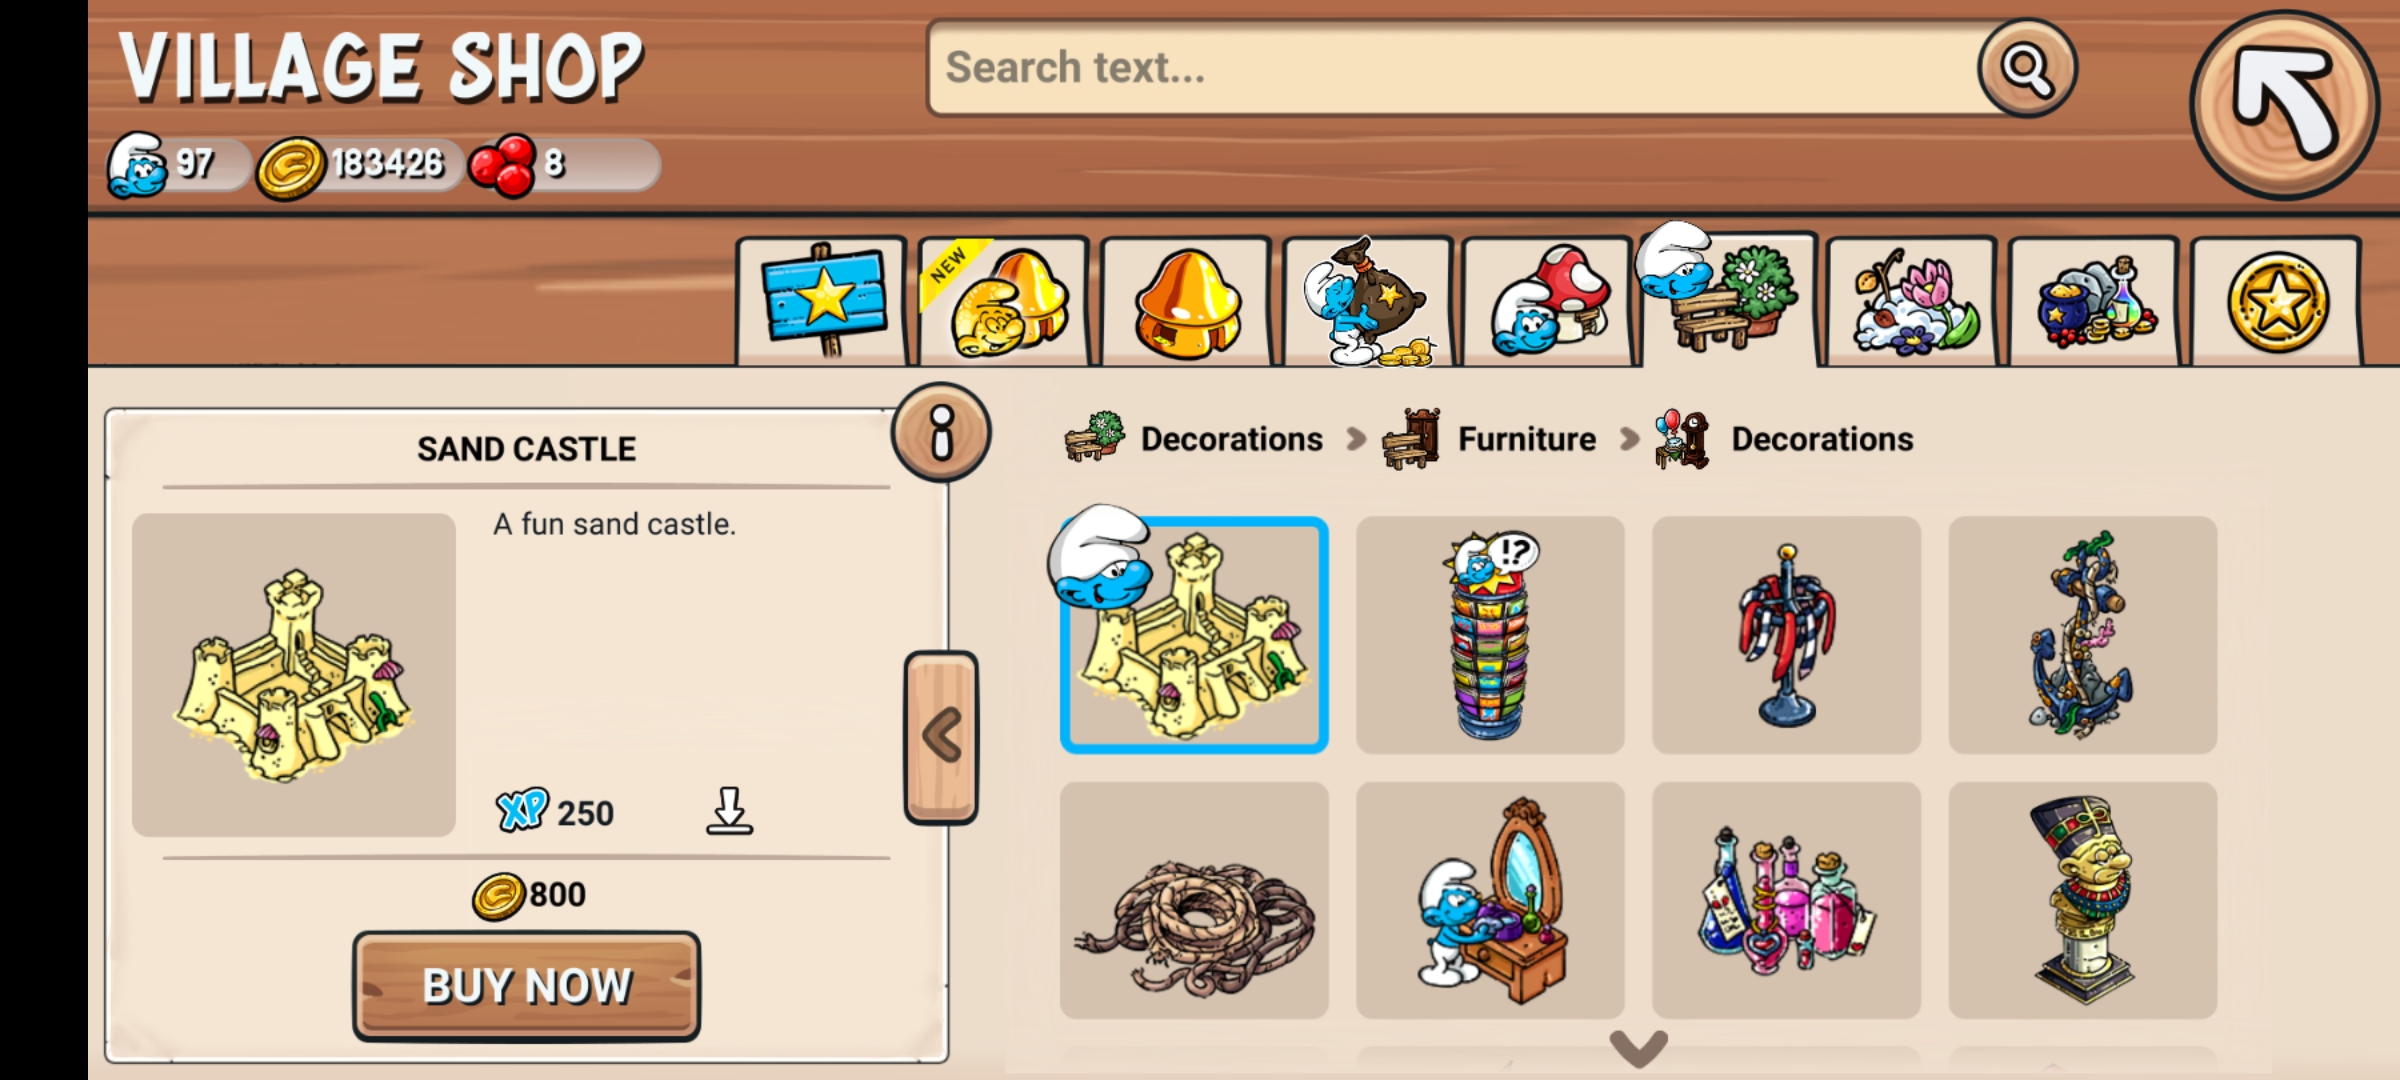 VILLAGE SHOP
Search text...
97
183426
8
NEW
SAND CASTLE
A fun sand castle.
XP 250
800
BUY NOW
Decorations
Furniture
Decorations
!?